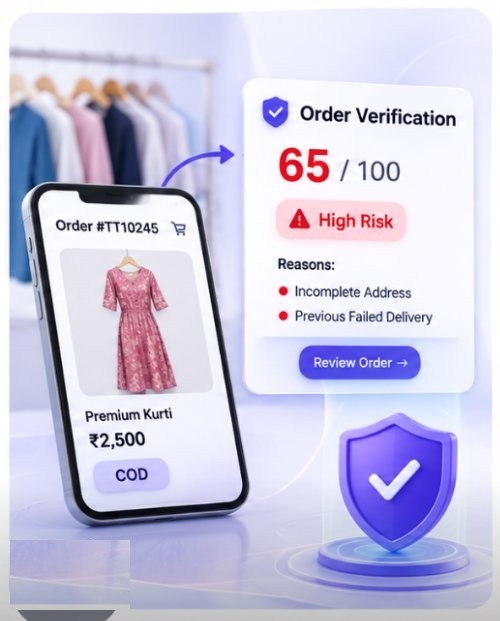 Order #TT10245
Premium Kurti
₹2,500
COD
Order Verification
65 / 100
High Risk
Reasons:
Incomplete Address
Previous Failed Delivery
Review Order →